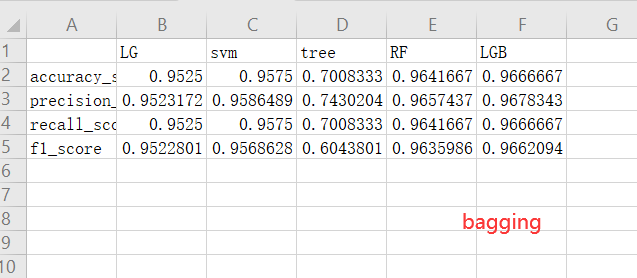 A B C D E F G
1 LG svm tree RF LGB
2 accuracy_s 0.9525 0.9575 0.7008333 0.9641667 0.9666667
3 precision_ 0.9523172 0.9586489 0.7430204 0.9657437 0.9678343
4 recall_sco 0.9525 0.9575 0.7008333 0.9641667 0.9666667
5 f1_score 0.9522801 0.9568628 0.6043801 0.9635986 0.9662094
6
7
8 bagging
9
10